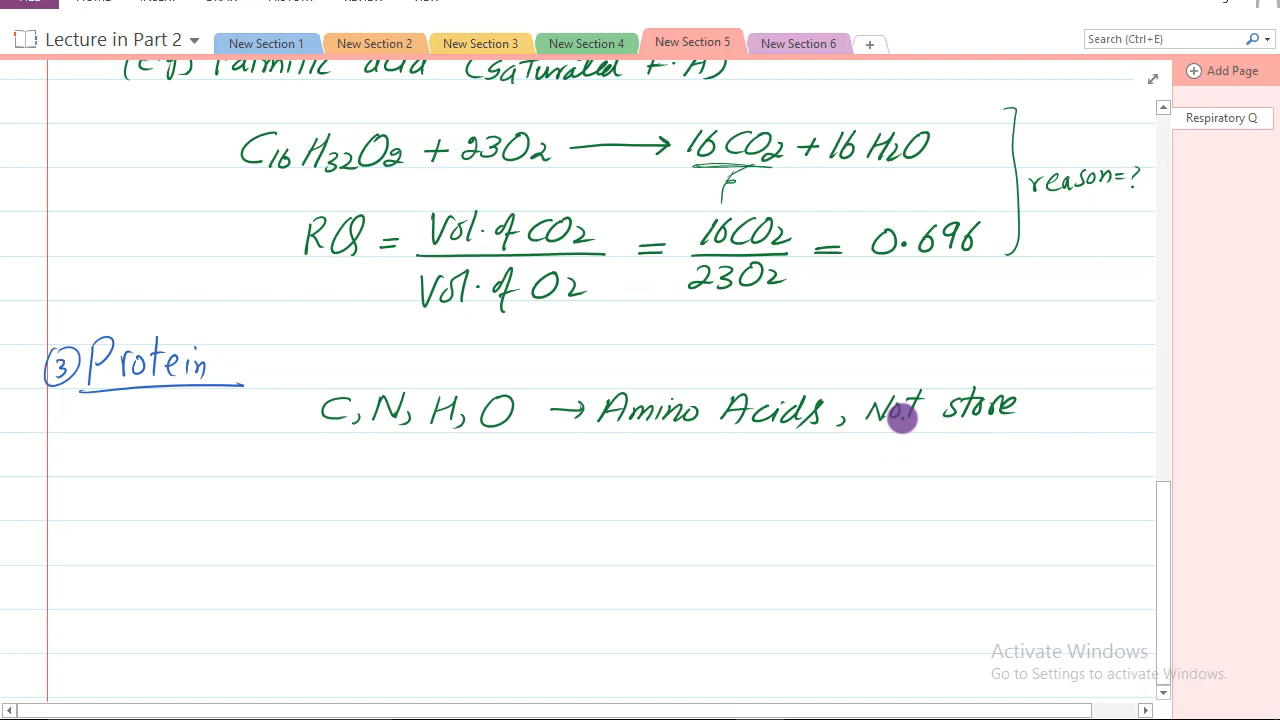 Lecture in Part 2
New Section 1
New Section 2
New Section 3
New Section 4
New Section 5
New Section 6
+
Search (Ctrl+E)
Add Page
Respiratory Q
(e.g) Palmitic acid (saturated F.A)
C16H32O2 + 23O2 → 16CO2 + 16H2O
reason=?
RQ = Vol. of CO2 / Vol. of O2 = 16CO2 / 23O2 = 0.696
③ Protein
C, N, H, O → Amino Acids, Not store
Activate Windows
Go to Settings to activate Windows.